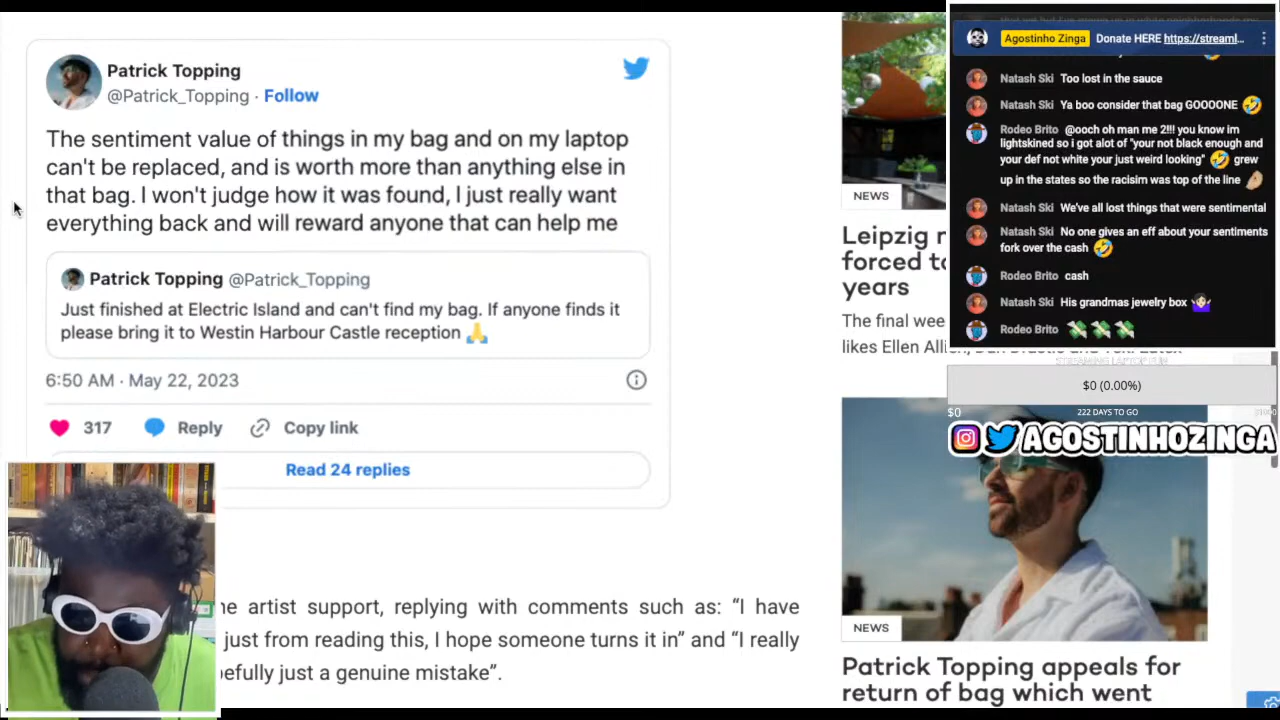 Patrick Topping
@Patrick_Topping · Follow
The sentiment value of things in my bag and on my laptop
can't be replaced, and is worth more than anything else in
that bag. I won't judge how it was found, I just really want
everything back and will reward anyone that can help me
Patrick Topping @Patrick_Topping
Just finished at Electric Island and can't find my bag. If anyone finds it
please bring it to Westin Harbour Castle reception 🙏
6:50 AM · May 22, 2023
317 Reply Copy link
Read 24 replies
artist support, replying with comments such as: “I have
just from reading this, I hope someone turns it in” and “I really
just a genuine mistake”.
NEWS
Leipzig
forced
years
The final
likes Ellen
NEWS
Patrick Topping appeals for
return of bag which went
Agostinho Zinga Donate HERE https://streaml...
Natash Ski Too lost in the sauce
Natash Ski Ya boo consider that bag GOOOONE 🤣
Rodeo Brito @ooch oh man me 2!!! you know im
lightskined so i got alot of "your not black enough and
your def not white your just weird looking" 🤣 grew
up in the states so the racisim was top of the line 🤌🏼
Natash Ski We've all lost things that were sentimental
Natash Ski No one gives an eff about your sentiments
fork over the cash 🤣
Rodeo Brito cash
Natash Ski His grandmas jewelry box 🤷🏻‍♀️
Rodeo Brito 💸💸💸
$0 (0.00%)
$0 222 DAYS TO GO
AGOSTINHOZINGA